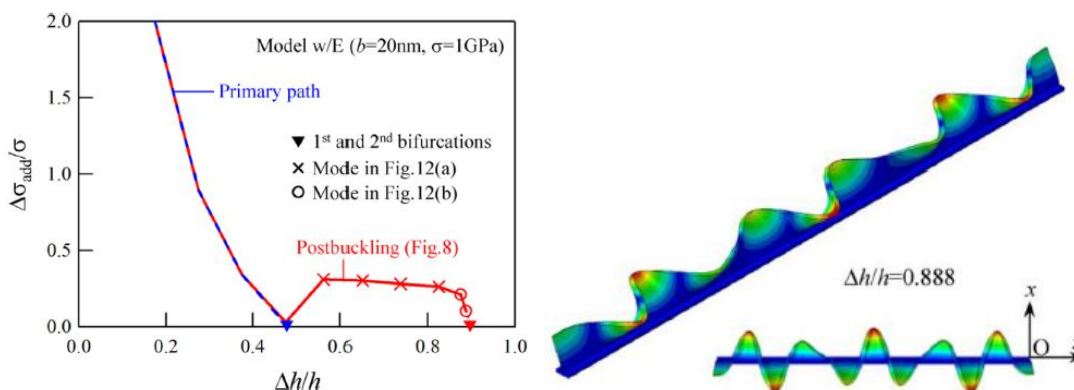 2.0
1.5
1.0
0.5
0.0
Δσadd/σ
Model w/E (b=20nm, σ=1GPa)
Primary path
1st and 2nd bifurcations
Mode in Fig.12(a)
Mode in Fig.12(b)
Postbuckling (Fig.8)
0.0 0.2 0.4 0.6 0.8 1.0
Δh/h
Δh/h=0.888
x
O